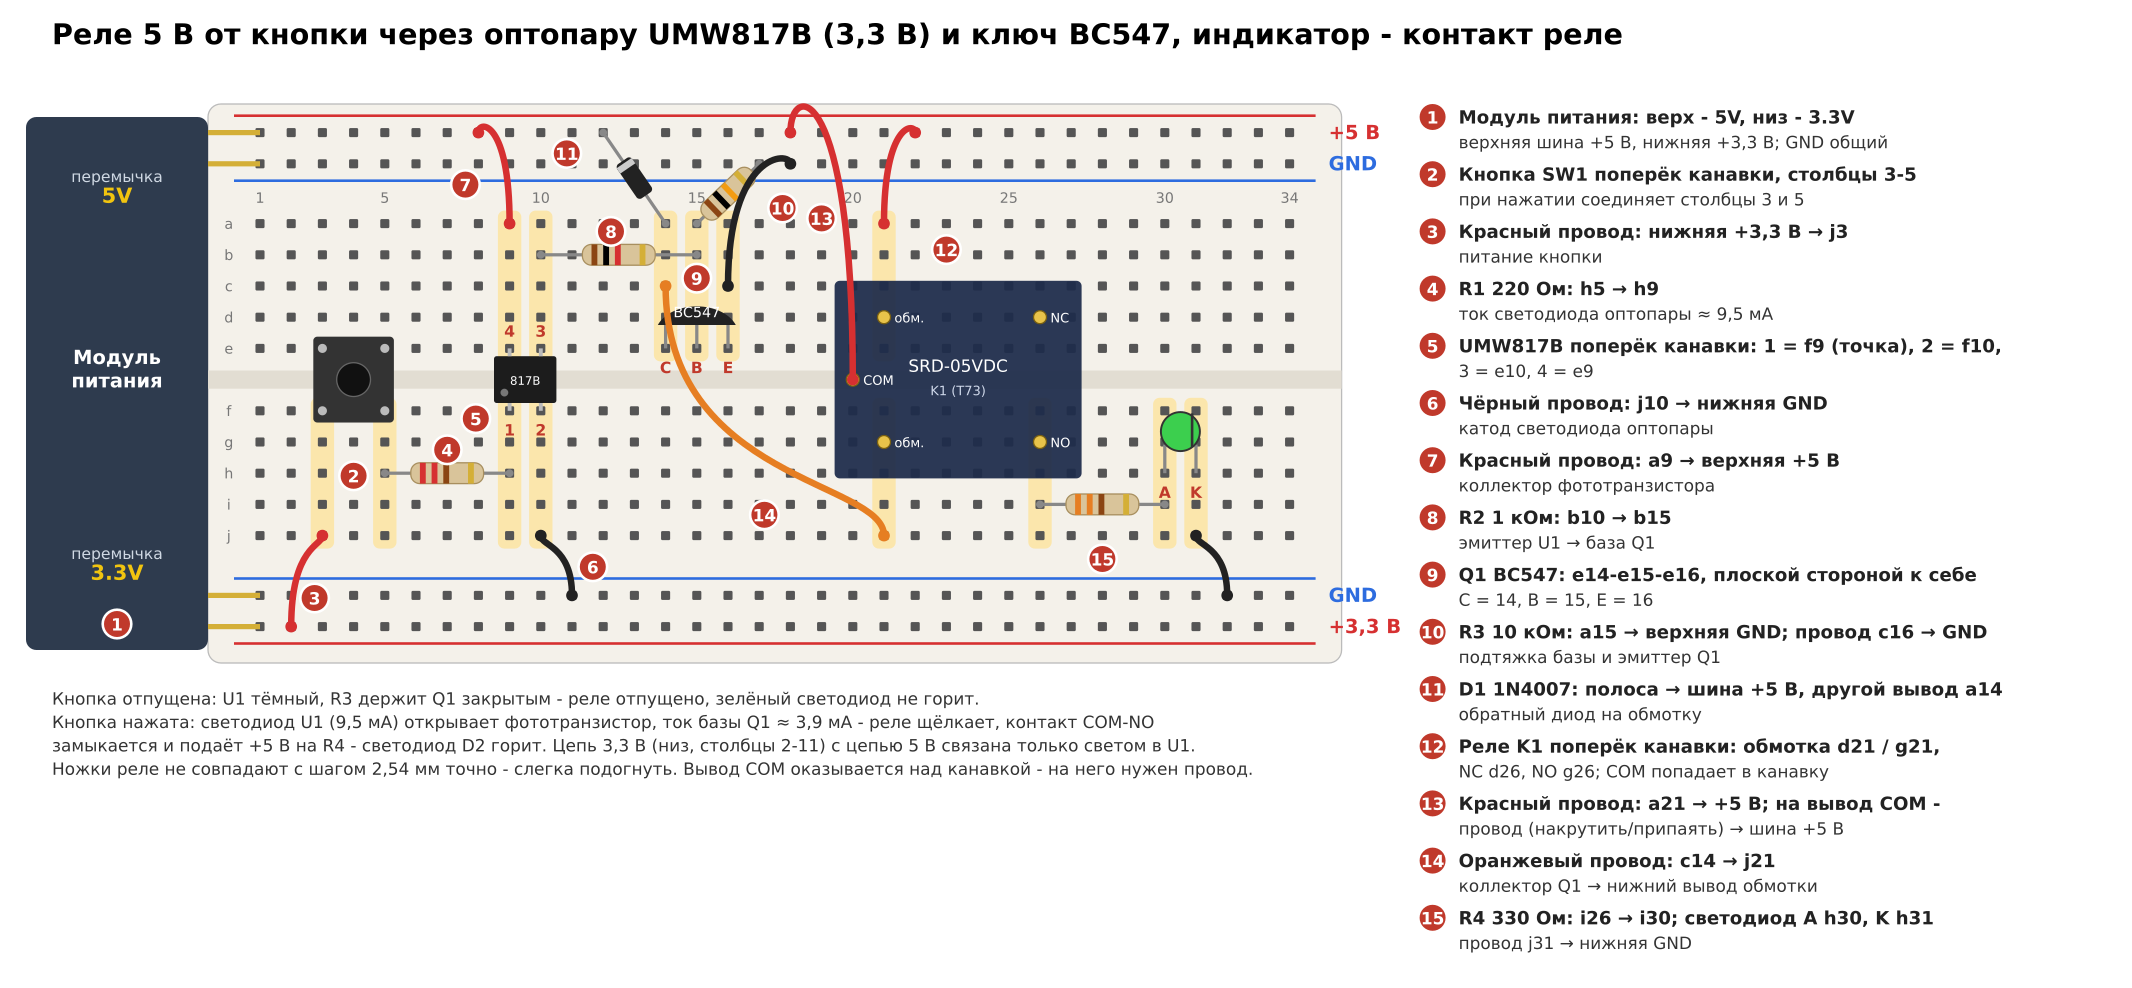 Реле 5 В от кнопки через оптопару UMW817B (3,3 В) и ключ BC547, индикатор - контакт реле
перемычка
5V
Модуль
питания
перемычка
3.3V
1
+5 В
GND
1 5 10 15 20 25 30 34
a
b
c
d
e
f
g
h
i
j
11
7
10
13
8
12
9
BC547
4 3
C B E
817B
1 2
5
4
2
обм.
NC
SRD-05VDC
COM
K1 (T73)
обм.
NO
A K
14
15
6
3
GND
+3,3 В
1 Модуль питания: верх - 5V, низ - 3.3V
верхняя шина +5 В, нижняя +3,3 В; GND общий
2 Кнопка SW1 поперёк канавки, столбцы 3-5
при нажатии соединяет столбцы 3 и 5
3 Красный провод: нижняя +3,3 В → j3
питание кнопки
4 R1 220 Ом: h5 → h9
ток светодиода оптопары ≈ 9,5 мА
5 UMW817B поперёк канавки: 1 = f9 (точка), 2 = f10,
3 = e10, 4 = e9
6 Чёрный провод: j10 → нижняя GND
катод светодиода оптопары
7 Красный провод: a9 → верхняя +5 В
коллектор фототранзистора
8 R2 1 кОм: b10 → b15
эмиттер U1 → база Q1
9 Q1 BC547: e14-e15-e16, плоской стороной к себе
C = 14, B = 15, E = 16
10 R3 10 кОм: a15 → верхняя GND; провод c16 → GND
подтяжка базы и эмиттер Q1
11 D1 1N4007: полоса → шина +5 В, другой вывод a14
обратный диод на обмотку
12 Реле K1 поперёк канавки: обмотка d21 / g21,
NC d26, NO g26; COM попадает в канавку
13 Красный провод: a21 → +5 В; на вывод COM -
провод (накрутить/припаять) → шина +5 В
14 Оранжевый провод: c14 → j21
коллектор Q1 → нижний вывод обмотки
15 R4 330 Ом: i26 → i30; светодиод A h30, K h31
провод j31 → нижняя GND
Кнопка отпущена: U1 тёмный, R3 держит Q1 закрытым - реле отпущено, зелёный светодиод не горит.
Кнопка нажата: светодиод U1 (9,5 мА) открывает фототранзистор, ток базы Q1 ≈ 3,9 мА - реле щёлкает, контакт COM-NO
замыкается и подаёт +5 В на R4 - светодиод D2 горит. Цепь 3,3 В (низ, столбцы 2-11) с цепью 5 В связана только светом в U1.
Ножки реле не совпадают с шагом 2,54 мм точно - слегка подогнуть. Вывод COM оказывается над канавкой - на него нужен провод.